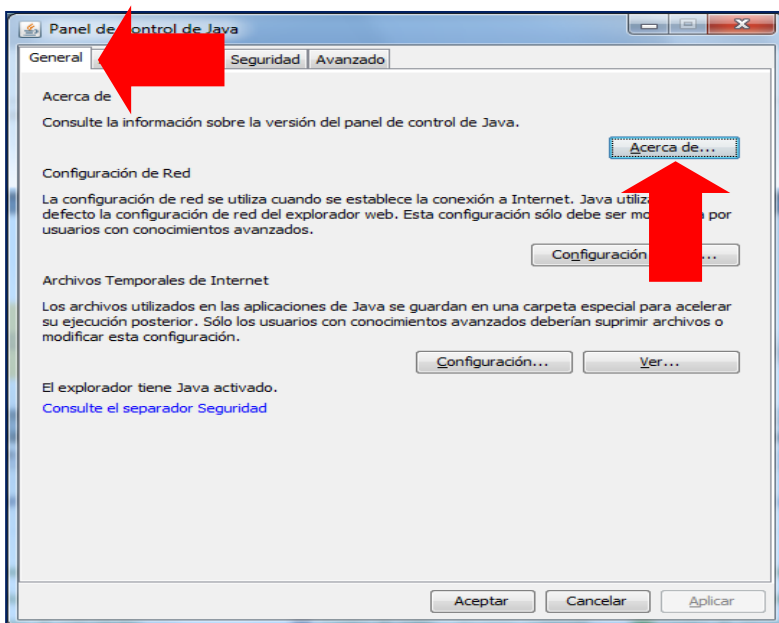 Panel de Control de Java
General Seguridad Avanzado
Acerca de
Consulte la información sobre la versión del panel de control de Java.
Acerca de...
Configuración de Red
La configuración de red se utiliza cuando se establece la conexión a Internet. Java utiliza
defecto la configuración de red del explorador web. Esta configuración sólo debe ser por
usuarios con conocimientos avanzados.
Configuración ...
Archivos Temporales de Internet
Los archivos utilizados en las aplicaciones de Java se guardan en una carpeta especial para acelerar
su ejecución posterior. Sólo los usuarios con conocimientos avanzados deberían suprimir archivos o
modificar esta configuración.
Configuración... Ver...
El explorador tiene Java activado.
Consulte el separador Seguridad
Aceptar Cancelar Aplicar